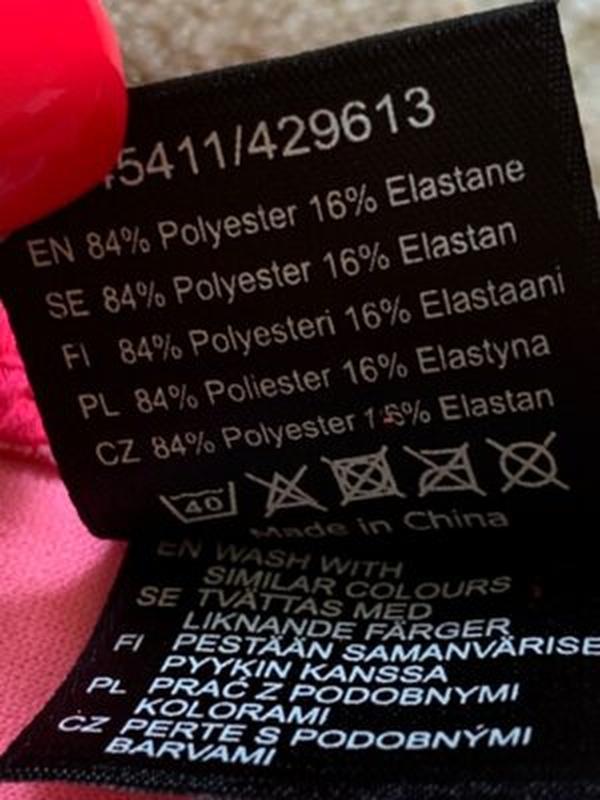 5411/429613
EN 84% Polyester 16% Elastane
SE 84% Polyester 16% Elastan
FI 84% Polyesteri 16% Elastaani
PL 84% Poliester 16% Elastyna
CZ 84% Polyester 16% Elastan
40
Made in China
EN WASH WITH
SIMILAR COLOURS
SE TVÄTTAS MED
LIKNANDE FÄRGER
FI PESTÄÄN SAMANVÄRISE
PYYKIN KANSSA
PL PRAĆ Z PODOBNYMI
KOLORAMI
CZ PERTE S PODOBNÝMI
BARVAMI